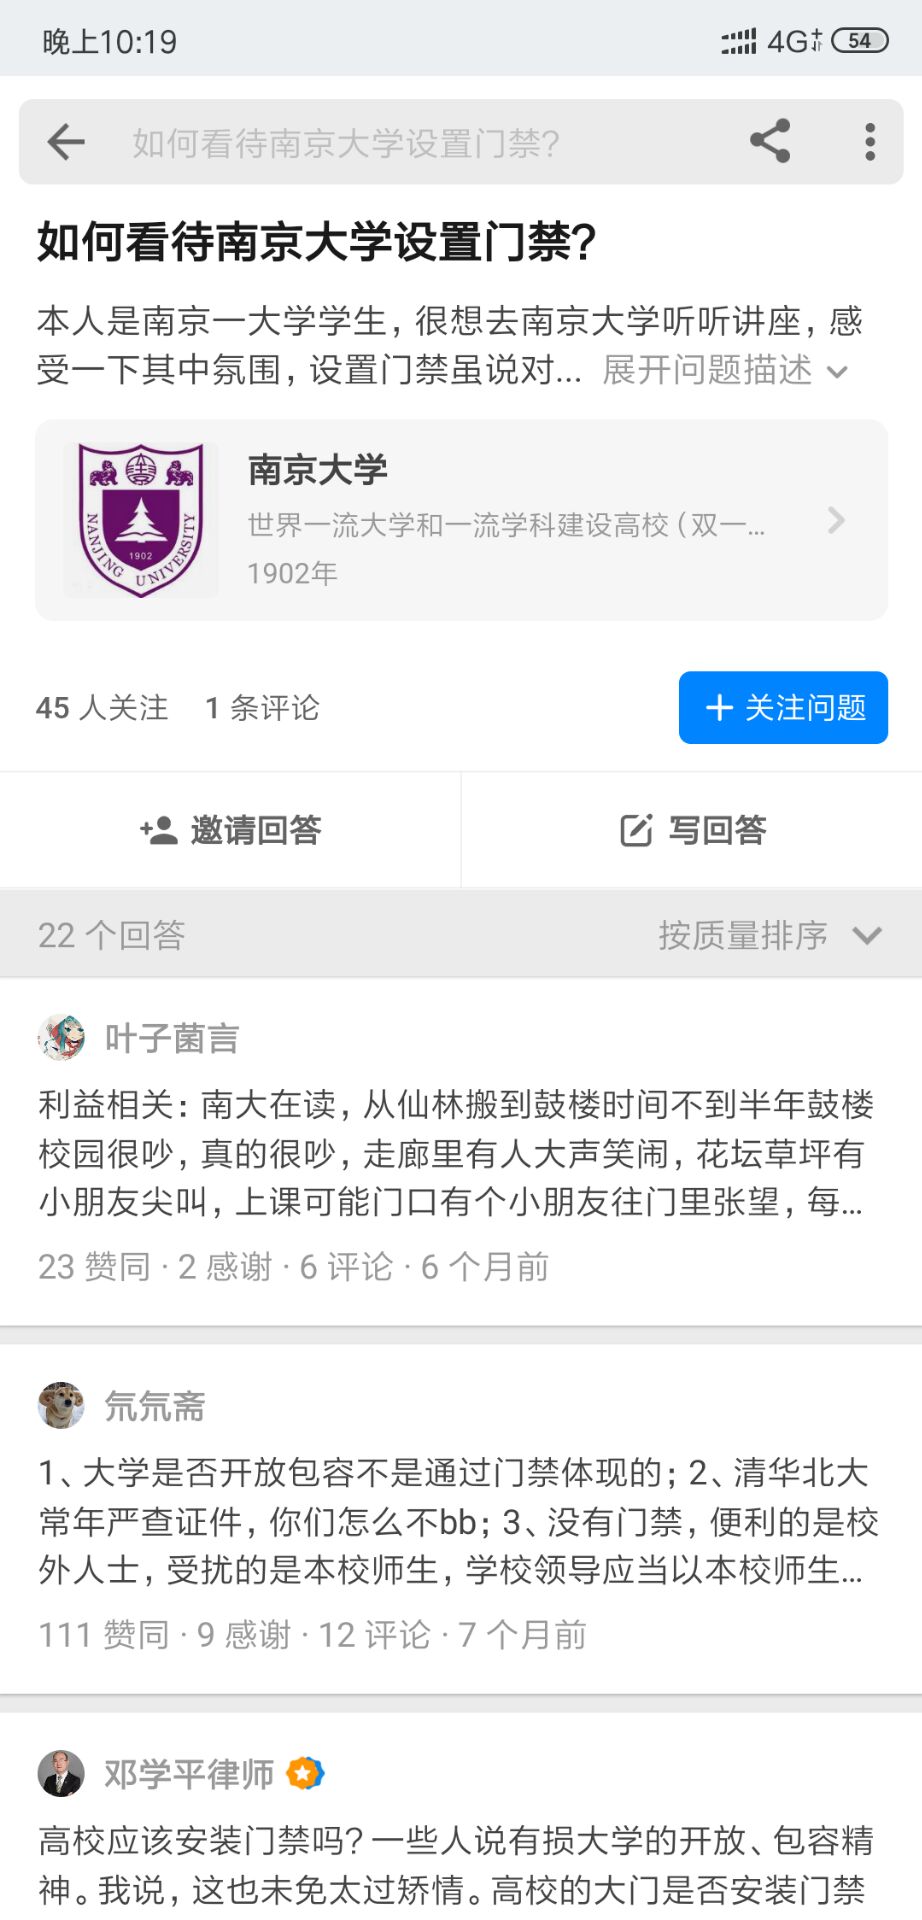 晚上10:19
4G 54
如何看待南京大学设置门禁?
如何看待南京大学设置门禁?
本人是南京一大学学生，很想去南京大学听听讲座，感
受一下其中氛围，设置门禁虽说对... 展开问题描述
南京大学
世界一流大学和一流学科建设高校（双一...
1902年
NANJING UNIVERSITY
1902
45 人关注 1 条评论
关注问题
邀请回答
写回答
22 个回答
按质量排序
叶子菌言
利益相关：南大在读，从仙林搬到鼓楼时间不到半年鼓楼
校园很吵，真的很吵，走廊里有人大声笑闹，花坛草坪有
小朋友尖叫，上课可能门口有个小朋友往门里张望，每...
23 赞同 · 2 感谢 · 6 评论 · 6 个月前
氘氘斋
1、大学是否开放包容不是通过门禁体现的；2、清华北大
常年严查证件，你们怎么不bb；3、没有门禁，便利的是校
外人士，受扰的是本校师生，学校领导应当以本校师生...
111 赞同 · 9 感谢 · 12 评论 · 7 个月前
邓学平律师
高校应该安装门禁吗？一些人说有损大学的开放、包容精
神。我说，这也未免太过矫情。高校的大门是否安装门禁